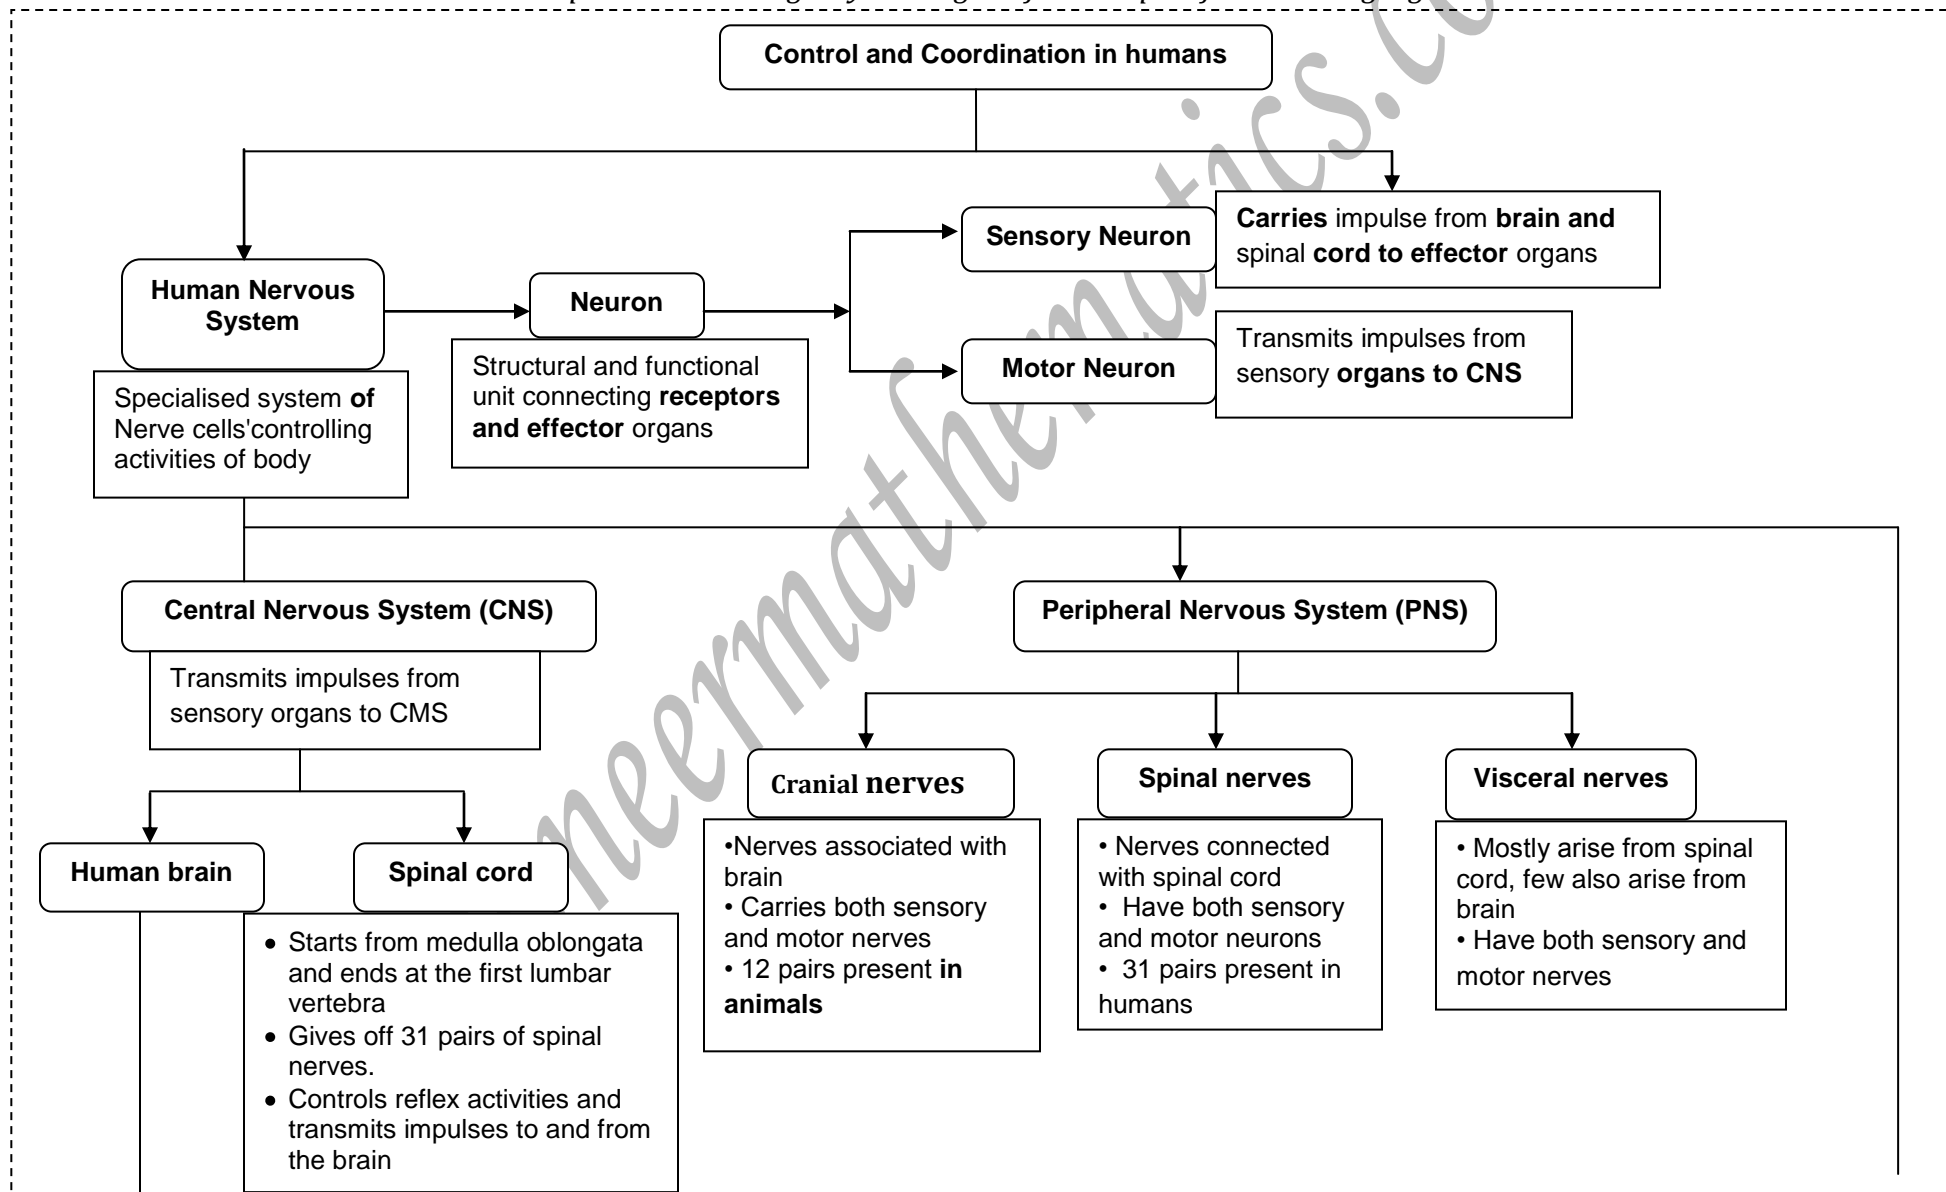 Control and Coordination in humans
Sensory Neuron
Carries impulse from brain and
spinal cord to effector organs
Human Nervous
System
Neuron
Motor Neuron
Transmits impulses from
sensory organs to CNS
Specialised system of
Nerve cells'controlling
activities of body
Structural and functional
unit connecting receptors
and effector organs
Central Nervous System (CNS)
Transmits impulses from
sensory organs to CMS
Peripheral Nervous System (PNS)
Human brain
Spinal cord
• Starts from medulla oblongata
and ends at the first lumbar
vertebra
• Gives off 31 pairs of spinal
nerves.
• Controls reflex activities and
transmits impulses to and from
the brain
Cranial nerves
•Nerves associated with
brain
• Carries both sensory
and motor nerves
• 12 pairs present in
animals
Spinal nerves
• Nerves connected
with spinal cord
• Have both sensory
and motor neurons
• 31 pairs present in
humans
Visceral nerves
• Mostly arise from spinal
cord, few also arise from
brain
• Have both sensory and
motor nerves
neermathematics.co